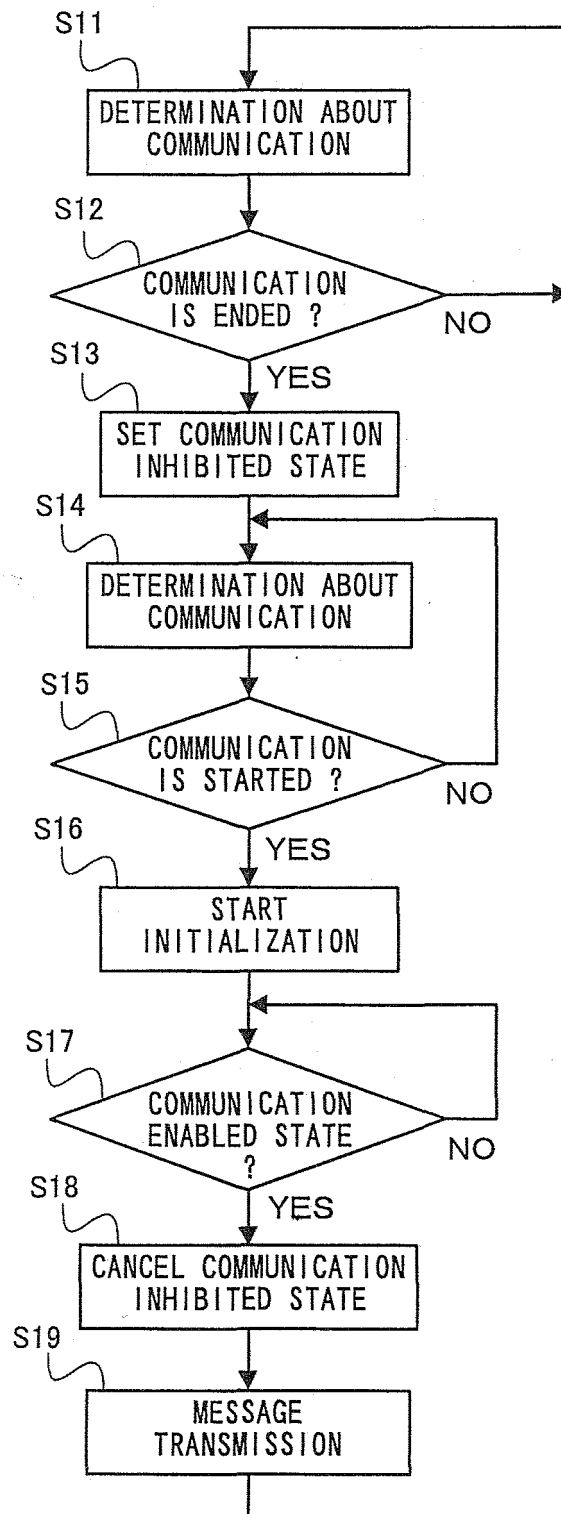 S11
DETERMINATION ABOUT
COMMUNICATION
S12
COMMUNICATION
IS ENDED ?
NO
YES
S13
SET COMMUNICATION
INHIBITED STATE
S14
DETERMINATION ABOUT
COMMUNICATION
S15
COMMUNICATION
IS STARTED ?
NO
YES
S16
START
INITIALIZATION
S17
COMMUNICATION
ENABLED STATE
?
NO
YES
S18
CANCEL COMMUNICATION
INHIBITED STATE
S19
MESSAGE
TRANSMISSION